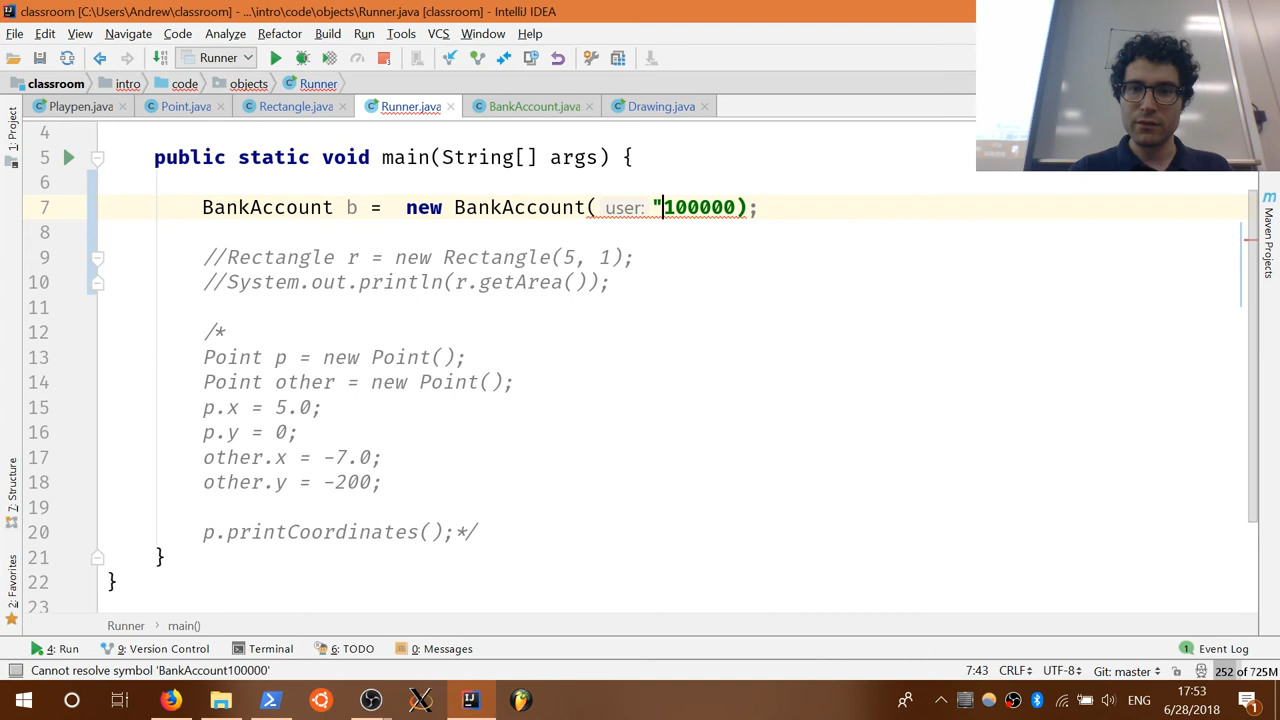 classroom [C:\Users\Andrew\classroom] - ...\intro\code\objects\Runner.java [classroom] - IntelliJ IDEA
File Edit View Navigate Code Analyze Refactor Build Run Tools VCS Window Help
Runner
classroom intro code objects Runner
Playpen.java Point.java Rectangle.java Runner.java BankAccount.java Drawing.java
1: Project
7: Structure
2: Favorites
Maven Projects
4
5 public static void main(String[] args) {
6
7 BankAccount b =  new BankAccount( user: "100000);
8
9 //Rectangle r = new Rectangle(5, 1);
10 //System.out.println(r.getArea());
11
12 /*
13 Point p = new Point();
14 Point other = new Point();
15 p.x = 5.0;
16 p.y = 0;
17 other.x = -7.0;
18 other.y = -200;
19
20 p.printCoordinates();*/
21 }
22 }
23
Runner main()
4: Run 9: Version Control Terminal 6: TODO 0: Messages 1 Event Log
Cannot resolve symbol 'BankAccount100000' 7:43 CRLF UTF-8 Git: master 252 of 725M
ENG 17:53
6/28/2018
1